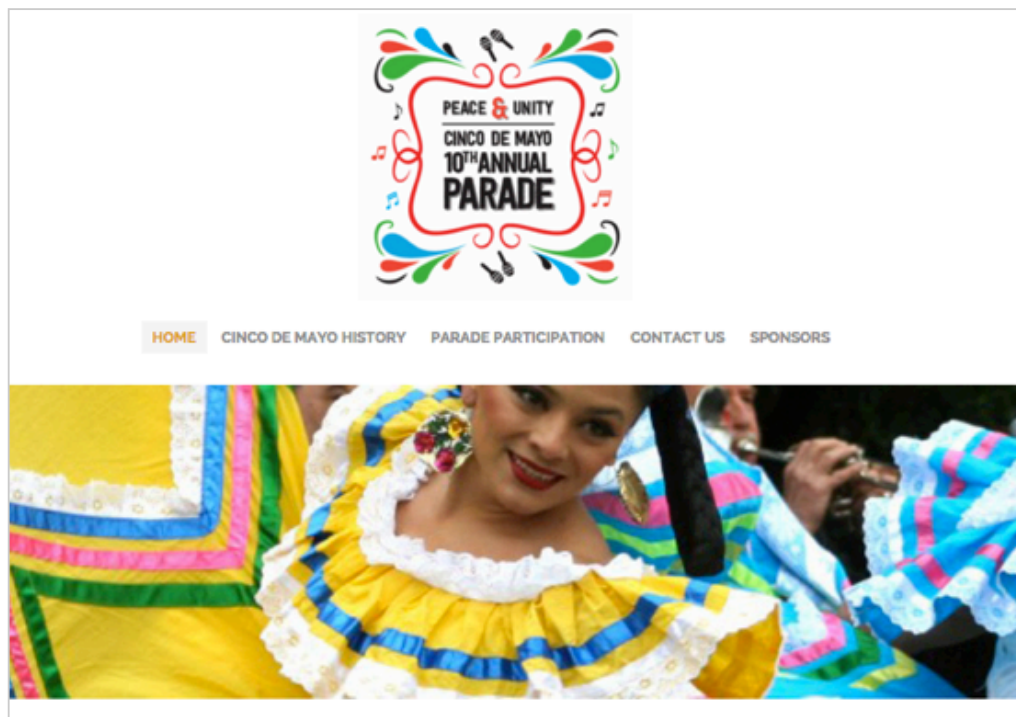 PEACE & UNITY
CINCO DE MAYO
10TH ANNUAL
PARADE
HOME CINCO DE MAYO HISTORY PARADE PARTICIPATION CONTACT US SPONSORS